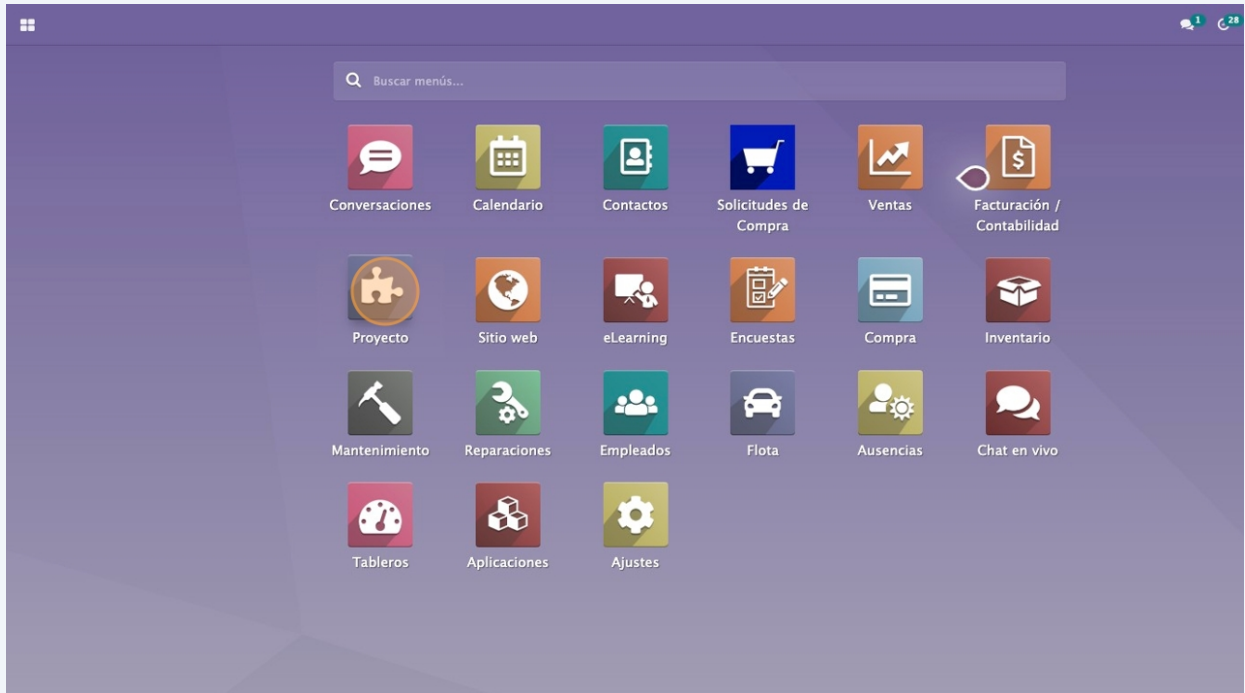 1 28
Buscar menús...
Conversaciones Calendario Contactos Solicitudes de Ventas Facturación /
Compra Contabilidad
Proyecto Sitio web eLearning Encuestas Compra Inventario
Mantenimiento Reparaciones Empleados Flota Ausencias Chat en vivo
Tableros Aplicaciones Ajustes